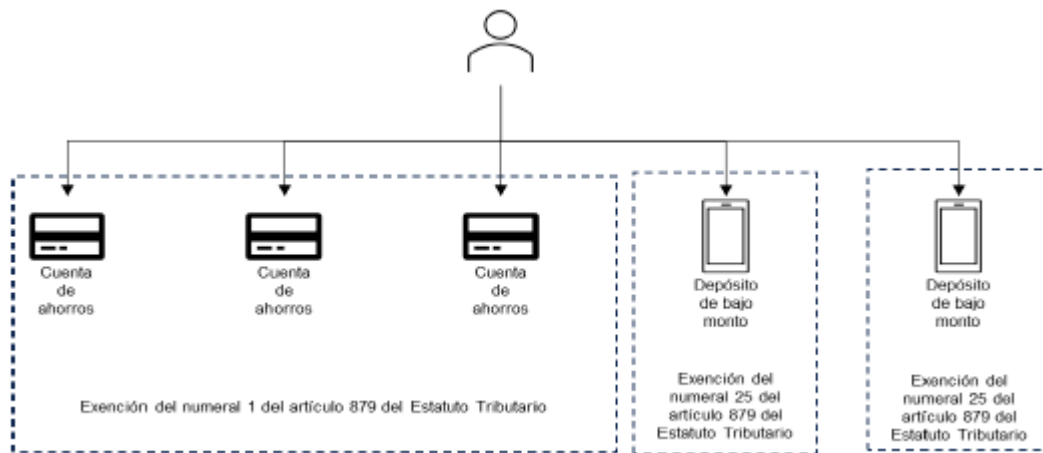 Cuenta
de
ahorros
Cuenta
de
ahorros
Cuenta
de
ahorros
Depósito
de bajo
monto
Depósito
de bajo
monto
Exención del numeral 1 del artículo 879 del Estatuto Tributario
Exención del
numeral 25 del
artículo 879 del
Estatuto Tributario
Exención del
numeral 25 del
artículo 879 del
Estatuto Tributario